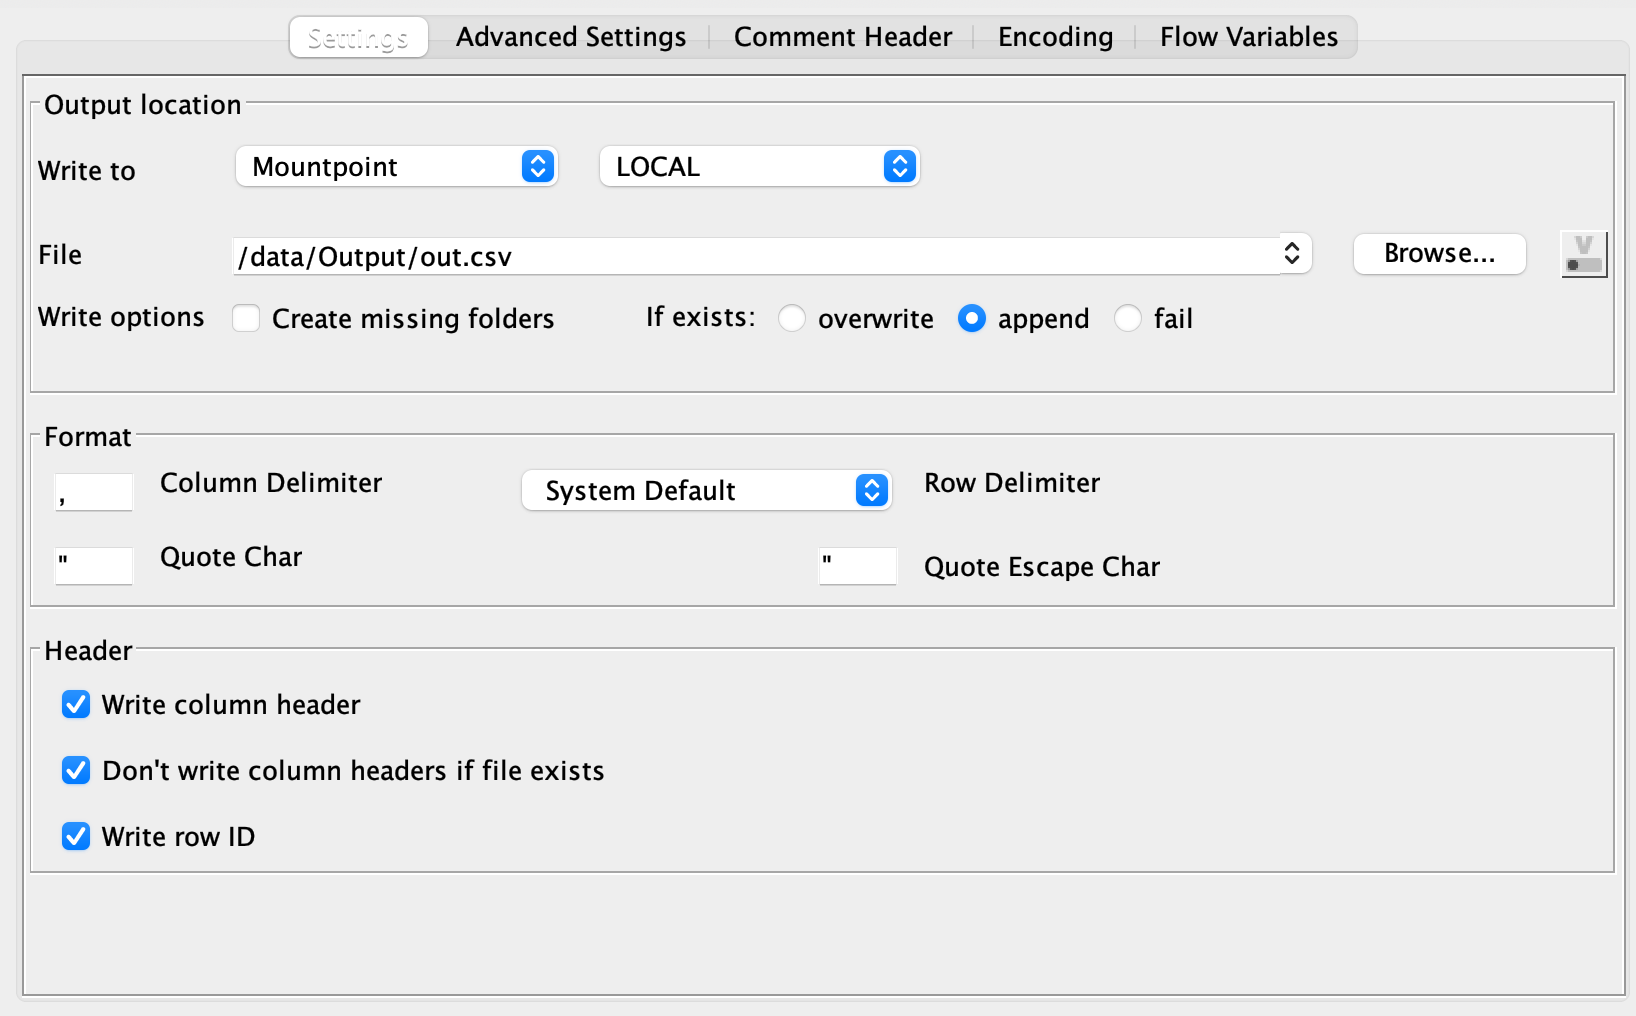 Settings Advanced Settings Comment Header Encoding Flow Variables
Output location
Write to Mountpoint LOCAL
File /data/Output/out.csv Browse... V
Write options Create missing folders If exists: overwrite append fail
Format
, Column Delimiter System Default Row Delimiter
" Quote Char " Quote Escape Char
Header
Write column header
Don't write column headers if file exists
Write row ID